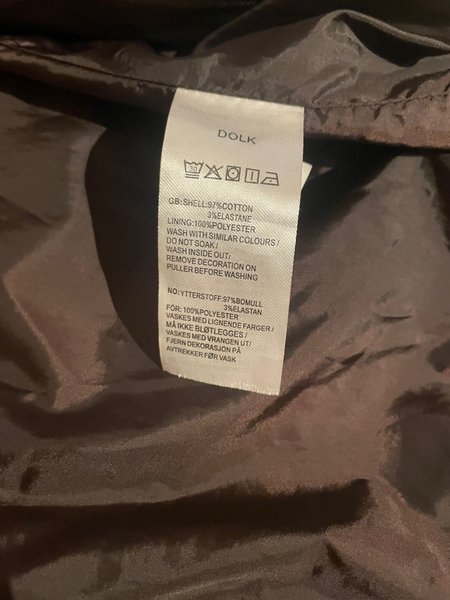 DOLK
GB:SHELL:97%COTTON
3%ELASTANE
LINING:100%POLYESTER
WASH WITH SIMILAR COLOURS/
DO NOT SOAK/
WASH INSIDE OUT/
REMOVE DECORATION ON
PULLER BEFORE WASHING
NO:YTTERSTOFF:97%BOMULL
3%ELASTAN
FÔR: 100%POLYESTER
VASKES MED LIGNENDE FARGER/
MÅ IKKE BLØTLEGGES/
VASKES MED VRANGEN UT/
FJERN DEKORASJON PÅ
AVTREKKER FØR VASK